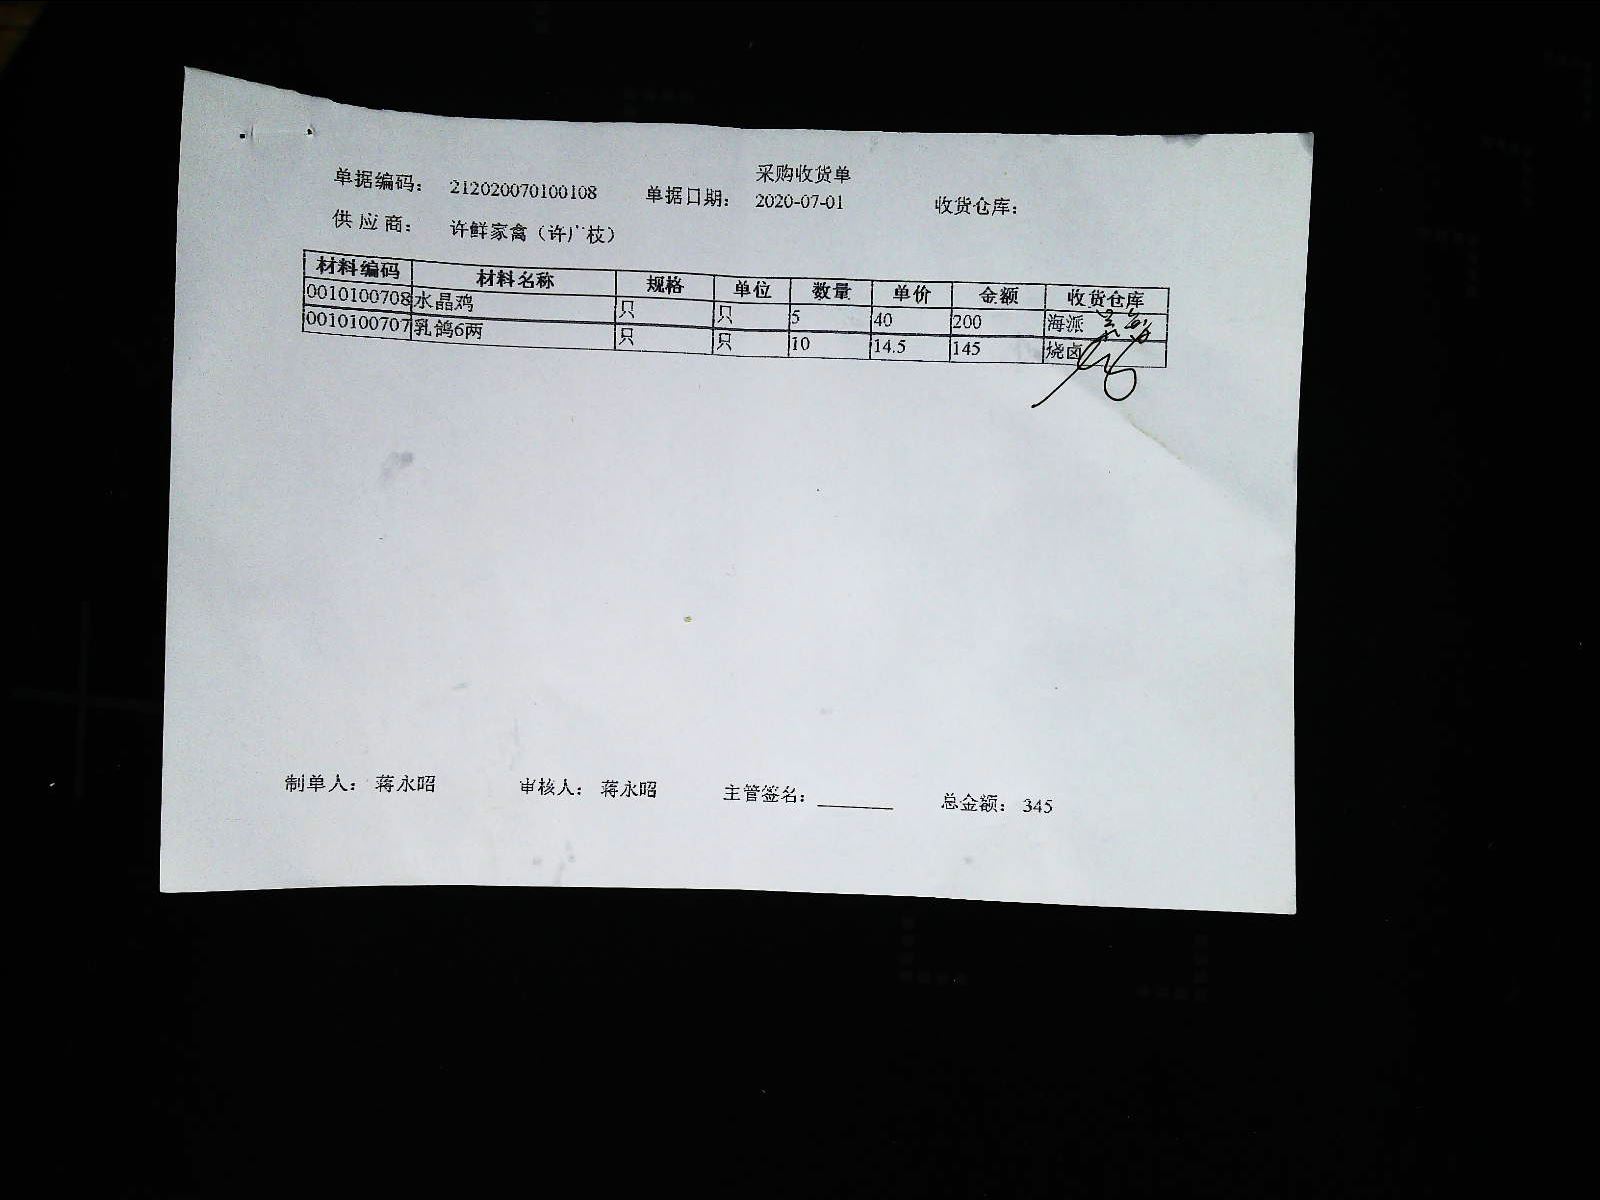 采购收货单
单据编码： 212020070100108 单据日期： 2020-07-01 收货仓库：
供 应 商： 许鲜家禽（许广枝）
材料编码 材料名称 规格 单位 数量 单价 金额 收货仓库
0010100708 水晶鸡 只 只 5 40 200 海派
0010100707 乳鸽6两 只 只 10 14.5 145 烧卤
制单人： 蒋永昭 审核人： 蒋永昭 主管签名： 总金额： 345